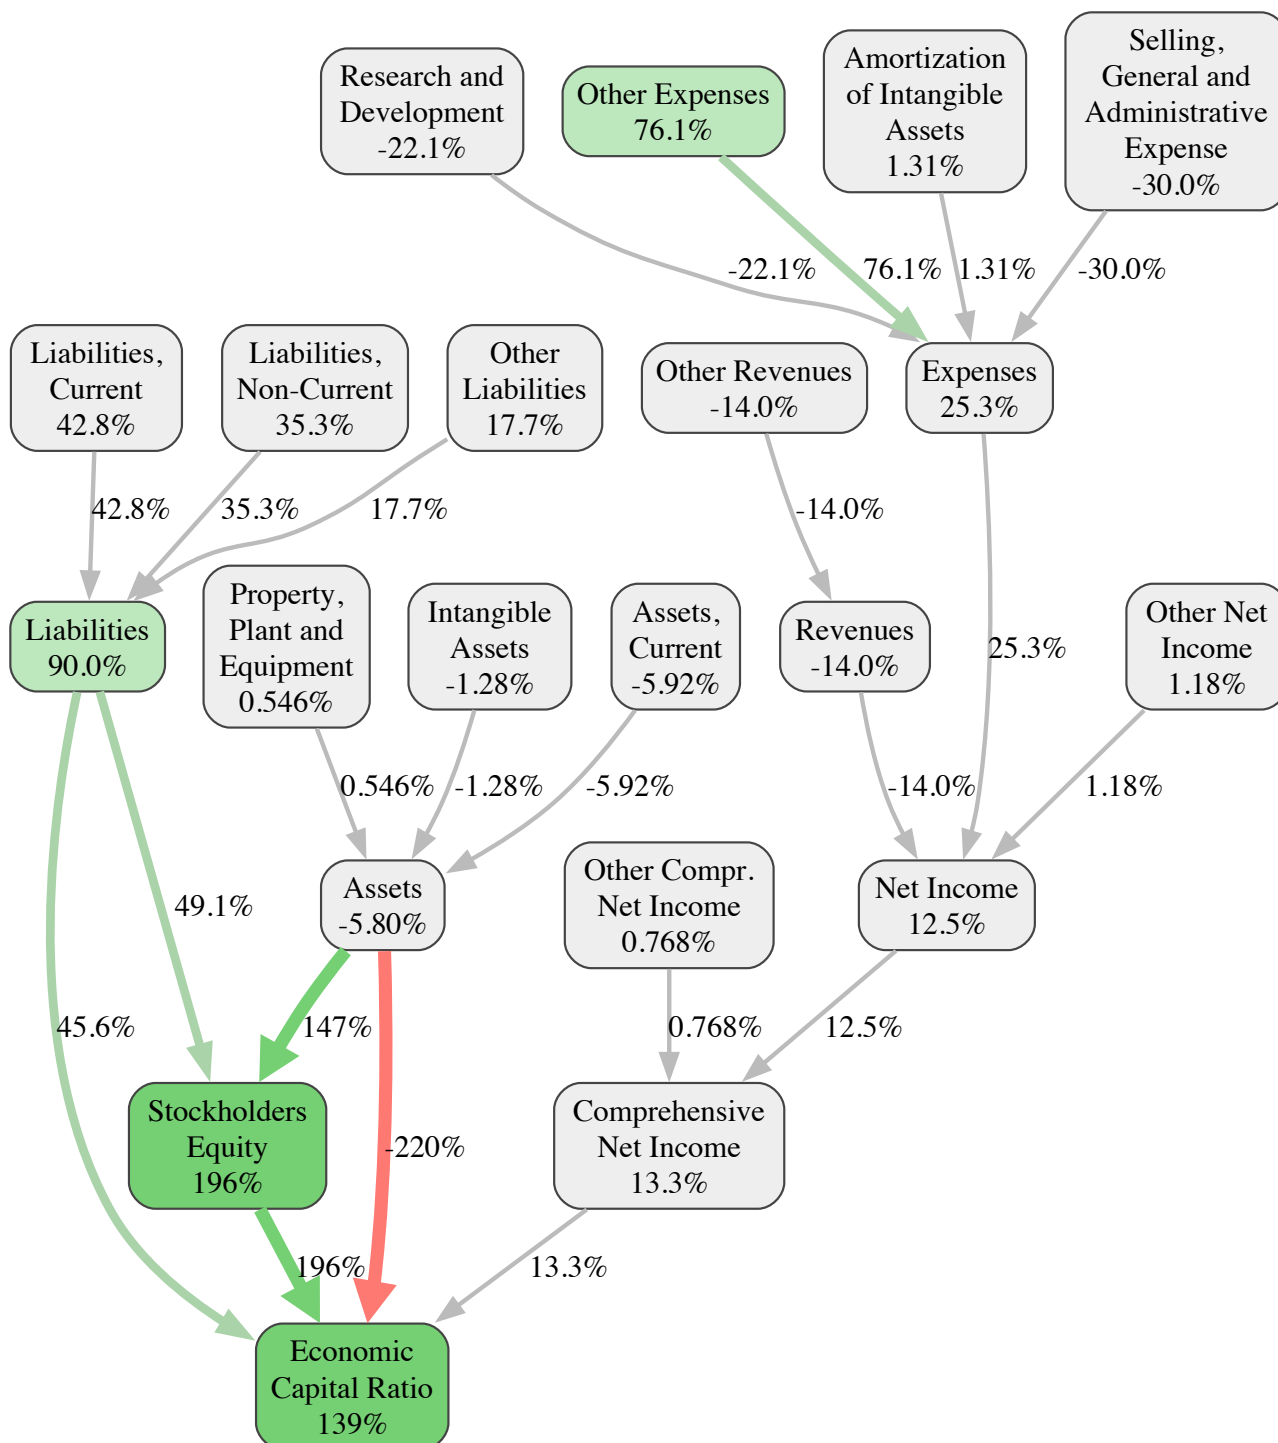 Research and
Development
-22.1%
Other Expenses
76.1%
Amortization
of Intangible
Assets
1.31%
Selling,
General and
Administrative
Expense
-30.0%
-22.1%
76.1%
1.31%
-30.0%
Liabilities,
Current
42.8%
Liabilities,
Non-Current
35.3%
Other
Liabilities
17.7%
Other Revenues
-14.0%
Expenses
25.3%
42.8%
35.3%
17.7%
-14.0%
Liabilities
90.0%
Property,
Plant and
Equipment
0.546%
Intangible
Assets
-1.28%
Assets,
Current
-5.92%
Revenues
-14.0%
25.3%
Other Net
Income
1.18%
0.546%
-1.28%
-5.92%
-14.0%
1.18%
49.1%
Assets
-5.80%
Other Compr.
Net Income
0.768%
Net Income
12.5%
45.6%
147%
0.768%
12.5%
Stockholders
Equity
196%
-220%
Comprehensive
Net Income
13.3%
196%
13.3%
Economic
Capital Ratio
139%